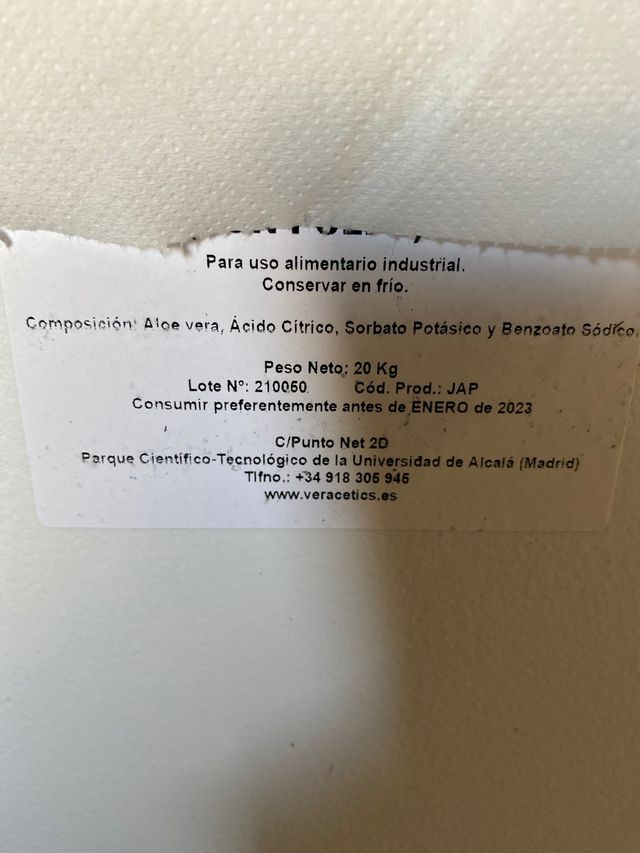 Para uso alimentario industrial.
Conservar en frío.
Composición: Aloe vera, Ácido Cítrico, Sorbato Potásico y Benzoato Sódico.
Peso Neto: 20 Kg
Lote Nº: 210050 Cód. Prod.: JAP
Consumir preferentemente antes de ENERO de 2023
C/Punto Net 2D
Parque Científico-Tecnológico de la Universidad de Alcalá (Madrid)
Tlfno.: +34 918 305 945
www.veracetics.es